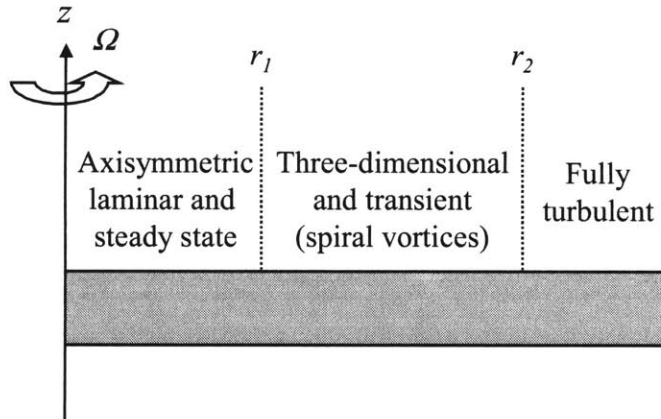 z
Ω
r₁
r₂
Axisymmetric
laminar and
steady state
Three-dimensional
and transient
(spiral vortices)
Fully
turbulent